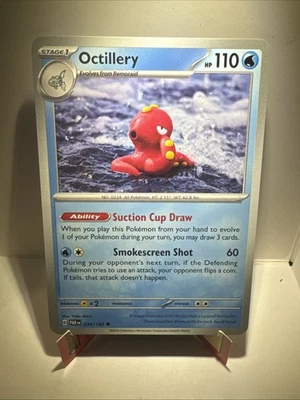 STAGE 1
Octillery
HP 110
Evolves from Remoraid
NO. 0224 Jet Pokémon HT: 2'11" WT: 62.8 lbs.
Ability Suction Cup Draw
When you play this Pokémon from your hand to evolve
1 of your Pokémon during your turn, you may draw 3 cards.
Smokescreen Shot 60
During your opponent's next turn, if the Defending
Pokémon tries to use an attack, your opponent flips a coin.
If tails, that attack doesn't happen.
weakness ×2 resistance retreat
PAR EN /182